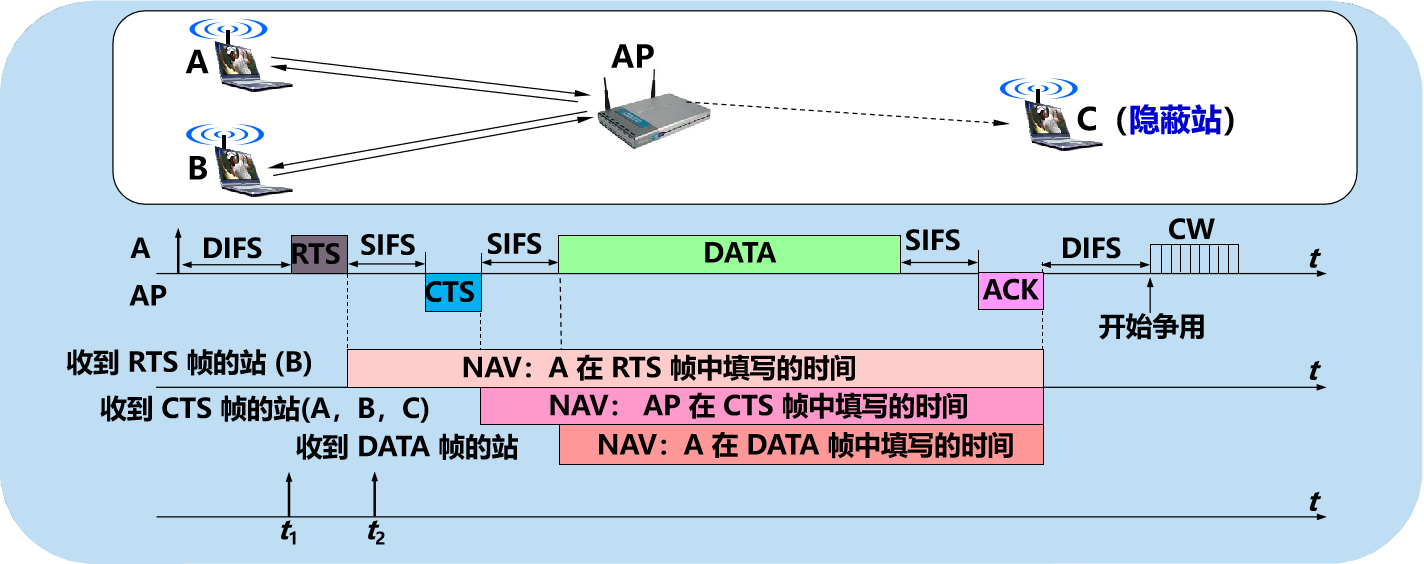 A
AP
B
C（隐蔽站）
A
DIFS
RTS
SIFS
SIFS
DATA
SIFS
DIFS
CW
t
AP
CTS
ACK
开始争用
收到 RTS 帧的站 (B)
NAV：A 在 RTS 帧中填写的时间
t
收到 CTS 帧的站(A，B，C)
NAV： AP 在 CTS 帧中填写的时间
收到 DATA 帧的站
NAV：A 在 DATA 帧中填写的时间
t
t1
t2